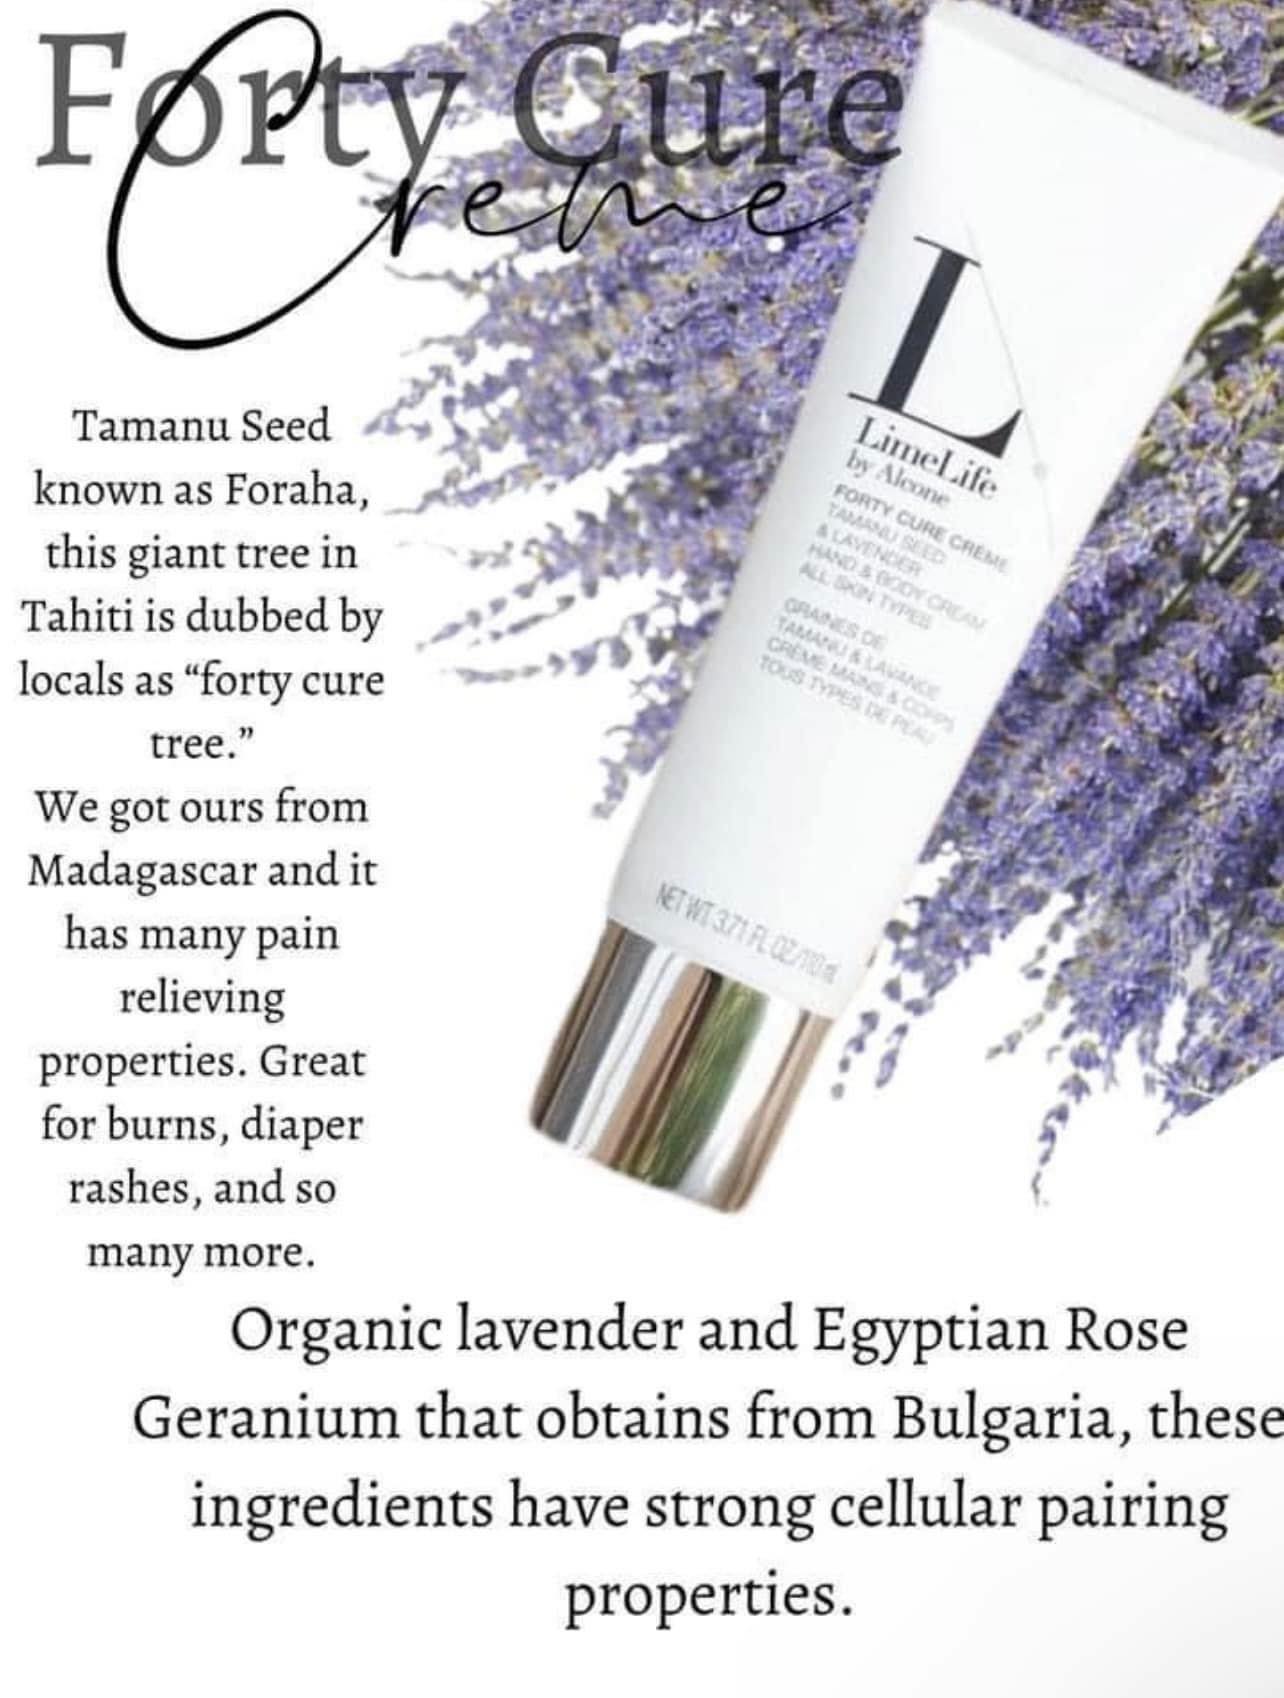 Forty Cure
Creme
Tamanu Seed
known as Foraha,
this giant tree in
Tahiti is dubbed by
locals as “forty cure
tree.”
We got ours from
Madagascar and it
has many pain
relieving
properties. Great
for burns, diaper
rashes, and so
many more.
L
LimeLife
by Alcone
FORTY CURE CREME
TAMANU SEED
& LAVENDER
HAND & BODY CREAM
ALL SKIN TYPES
GRAINES DE
TAMANU & LAVANDE
CRÈME MAINS & CORPS
TOUS TYPES DE PEAU
NET WT. 3.71 FL OZ/110 mL
Organic lavender and Egyptian Rose
Geranium that obtains from Bulgaria, these
ingredients have strong cellular pairing
properties.